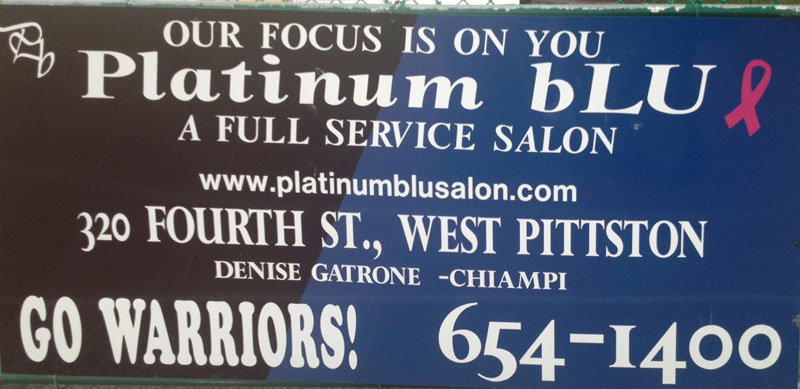 OUR FOCUS IS ON YOU
Platinum bLU
A FULL SERVICE SALON
www.platinumblusalon.com
320 FOURTH ST., WEST PITTSTON
DENISE GATRONE -CHIAMPI
GO WARRIORS! 654-1400